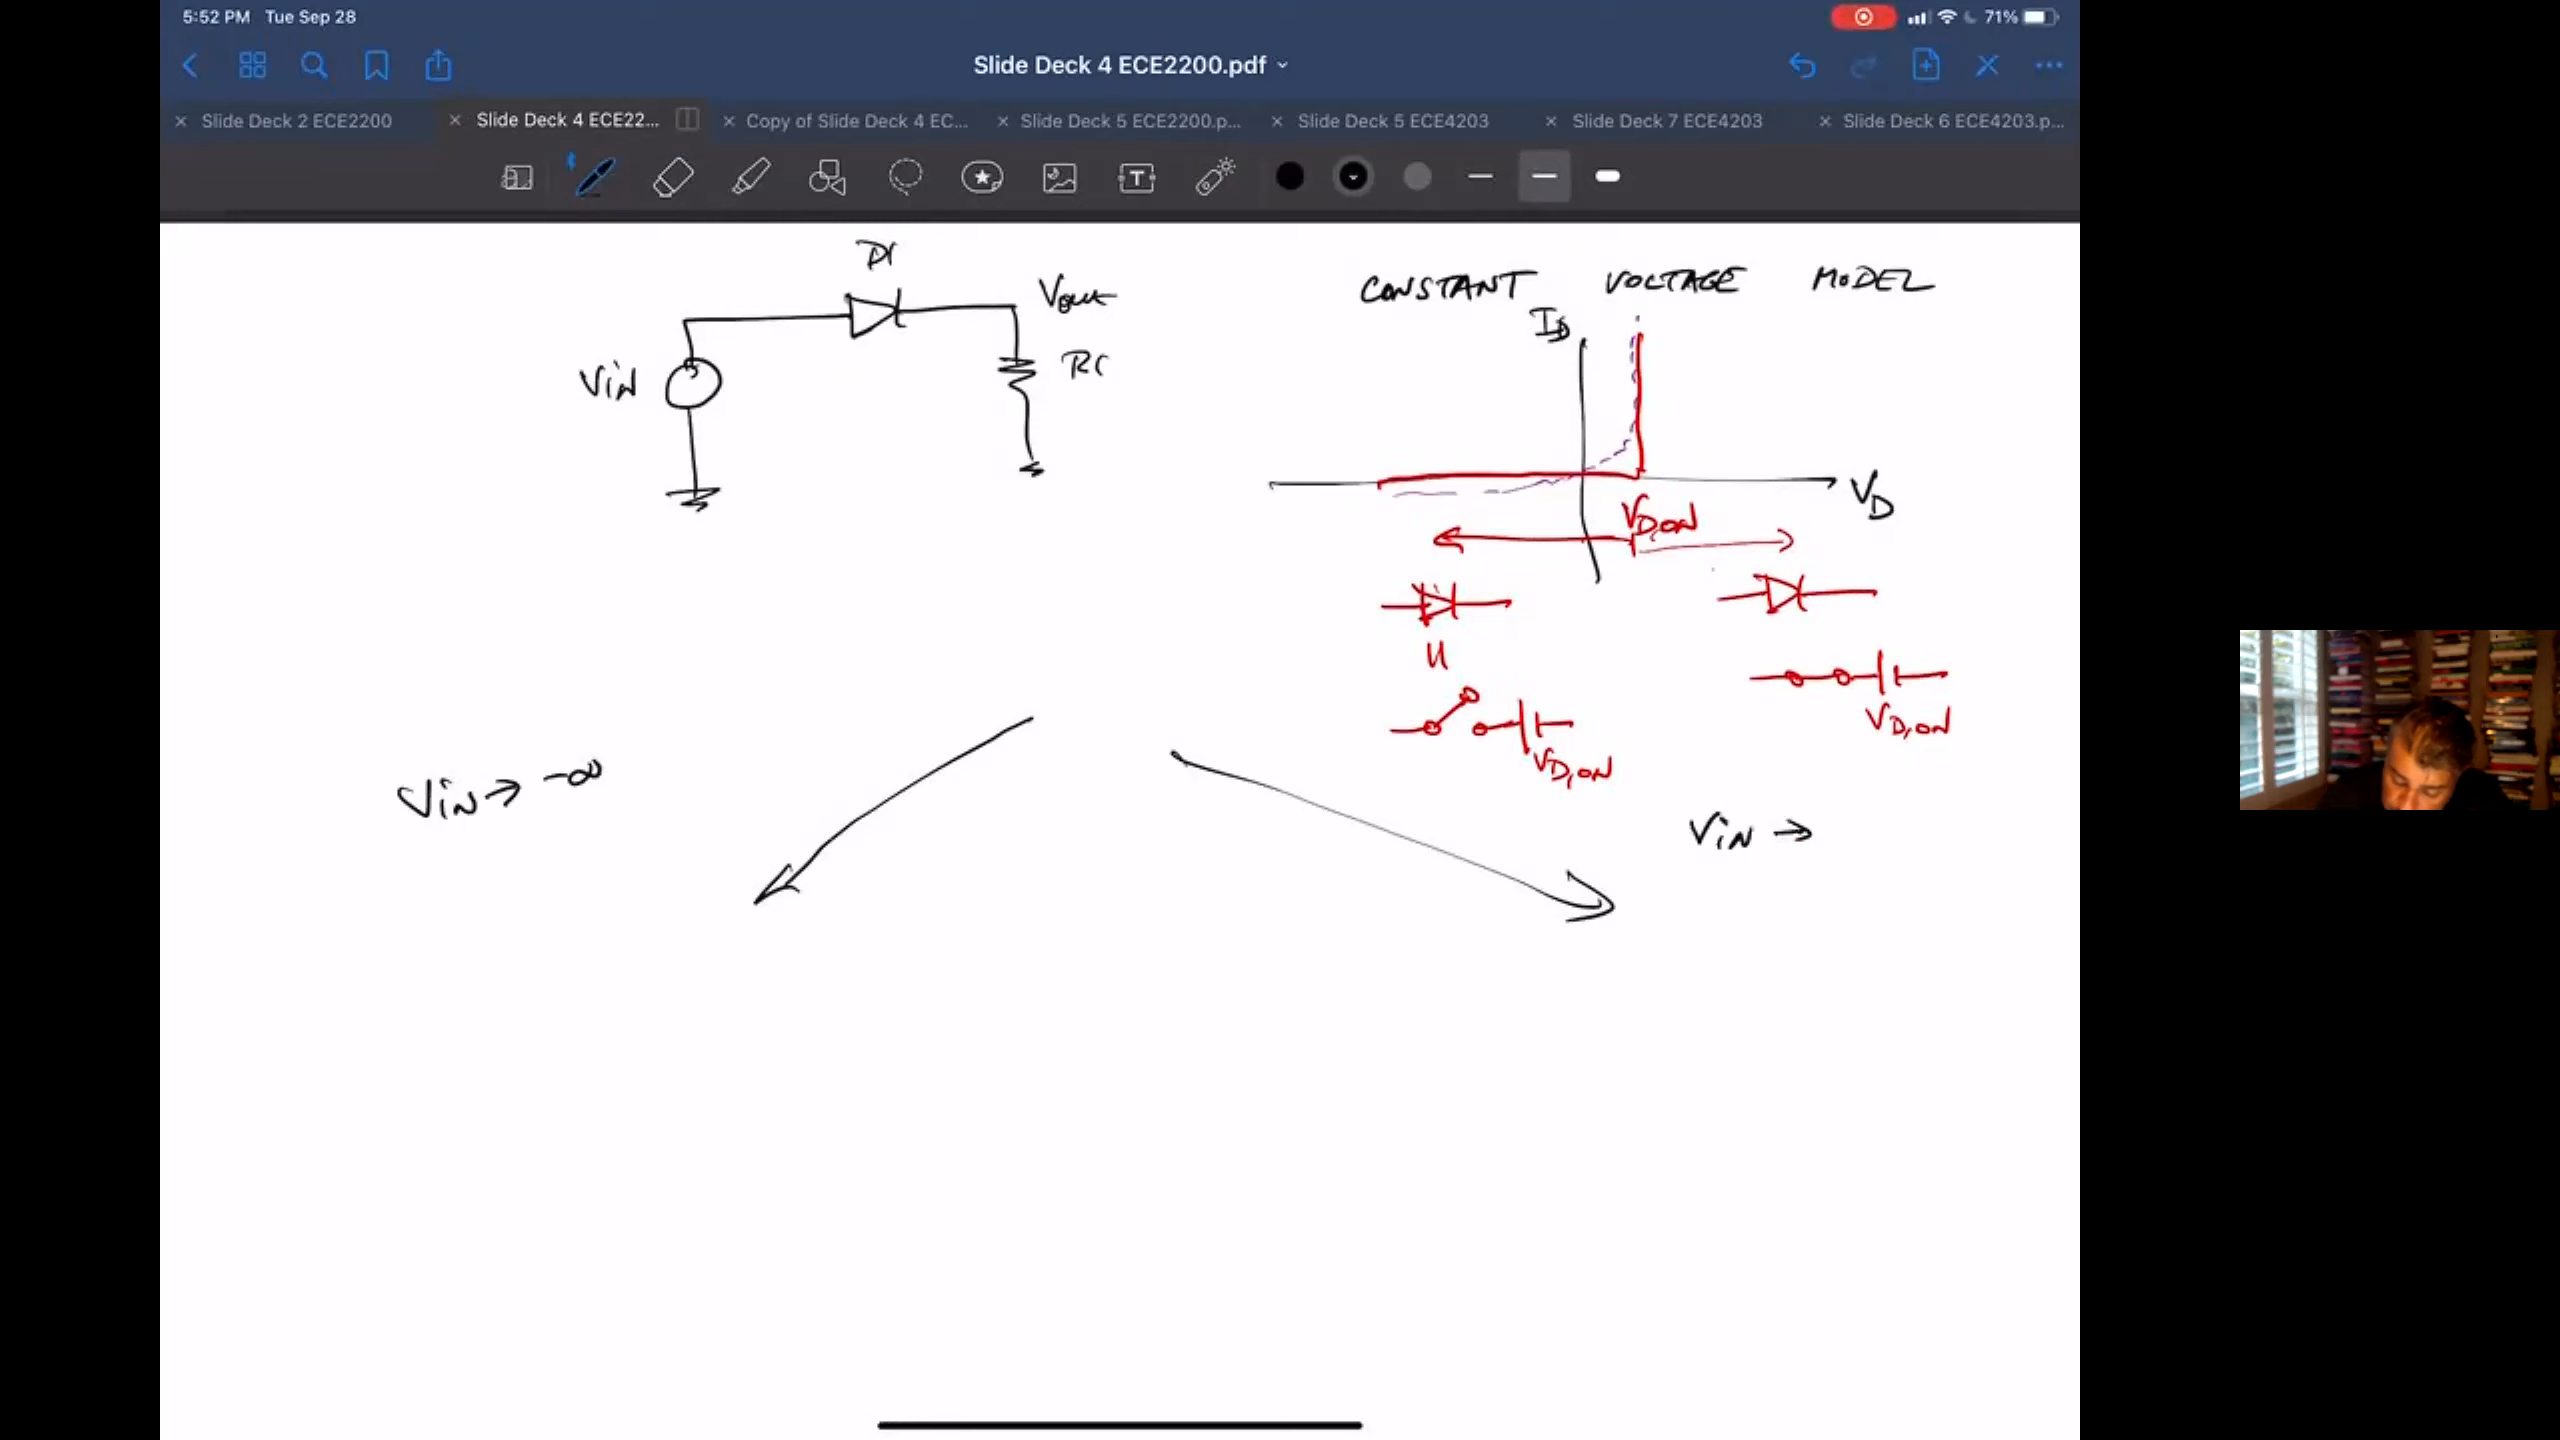 5:52 PM Tue Sep 28
71%
Slide Deck 4 ECE2200.pdf
Slide Deck 2 ECE2200
Slide Deck 4 ECE22...
Copy of Slide Deck 4 EC...
Slide Deck 5 ECE2200.p...
Slide Deck 5 ECE4203
Slide Deck 7 ECE4203
Slide Deck 6 ECE4203.p...
T
D1
Vout
CONSTANT VOLTAGE MODEL
ID
Vin
R1
VD
VD,ON
VD,ON
VD,ON
Vin → -∞
Vin →